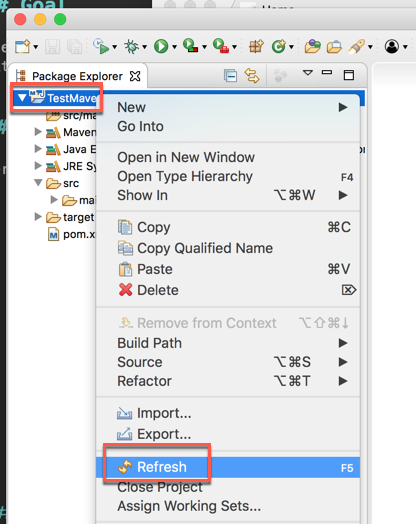 # Goal
Home
Package Explorer
TestMave
src/ma
Maven
Java E
JRE Sy
src
mai
target
pom.x
New
Go Into
Open in New Window
Open Type Hierarchy F4
Show In ⌥⌘W
Copy ⌘C
Copy Qualified Name
Paste ⌘V
Delete ⌦
Remove from Context ⌥⇧⌘↓
Build Path
Source ⌥⌘S
Refactor ⌥⌘T
Import...
Export...
Refresh F5
Close Project
Assign Working Sets...